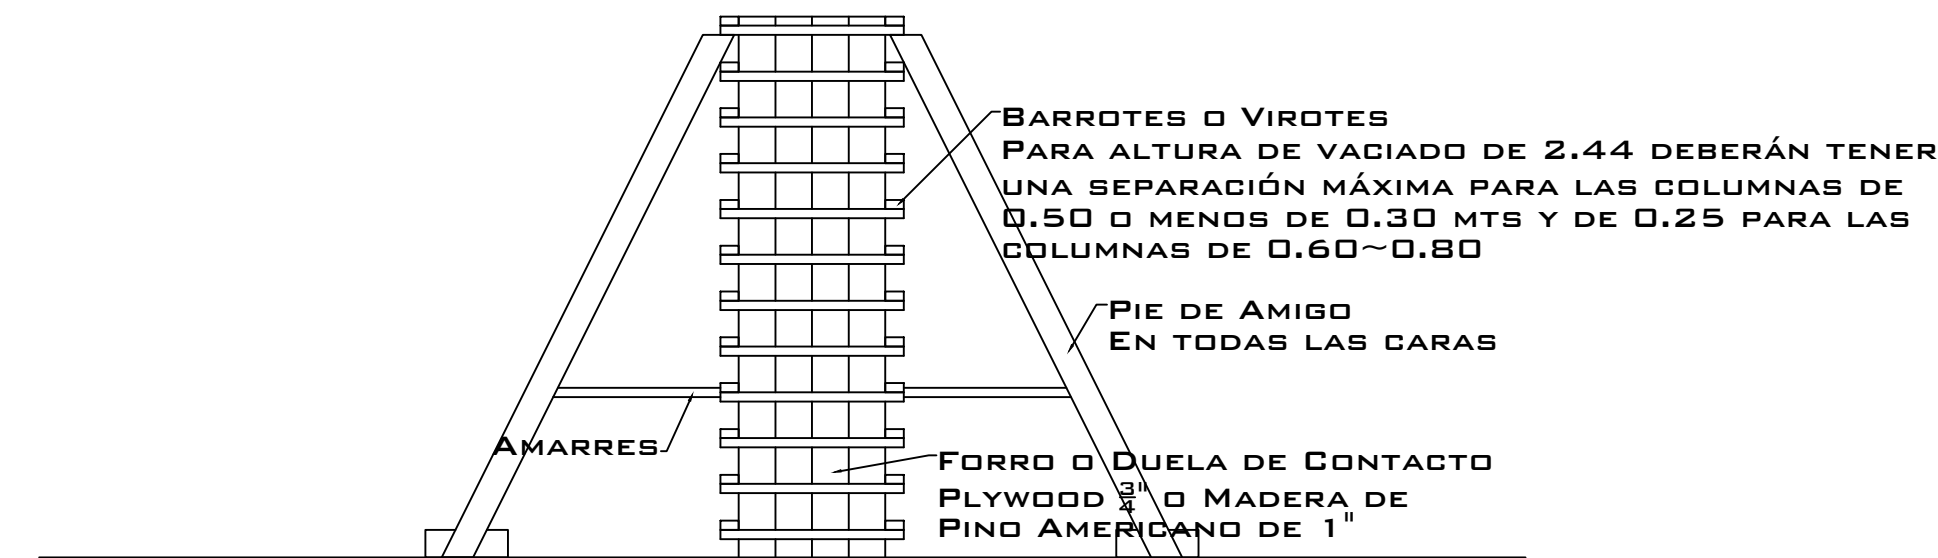 BARROTES O VIROTES
PARA ALTURA DE VACIADO DE 2.44 DEBERÁN TENER
UNA SEPARACIÓN MÁXIMA PARA LAS COLUMNAS DE
0.50 O MENOS DE 0.30 MTS Y DE 0.25 PARA LAS
COLUMNAS DE 0.60~0.80
PIE DE AMIGO
EN TODAS LAS CARAS
AMARRES
FORRO O DUELA DE CONTACTO
PLYWOOD 3/4" O MADERA DE
PINO AMERICANO DE 1"